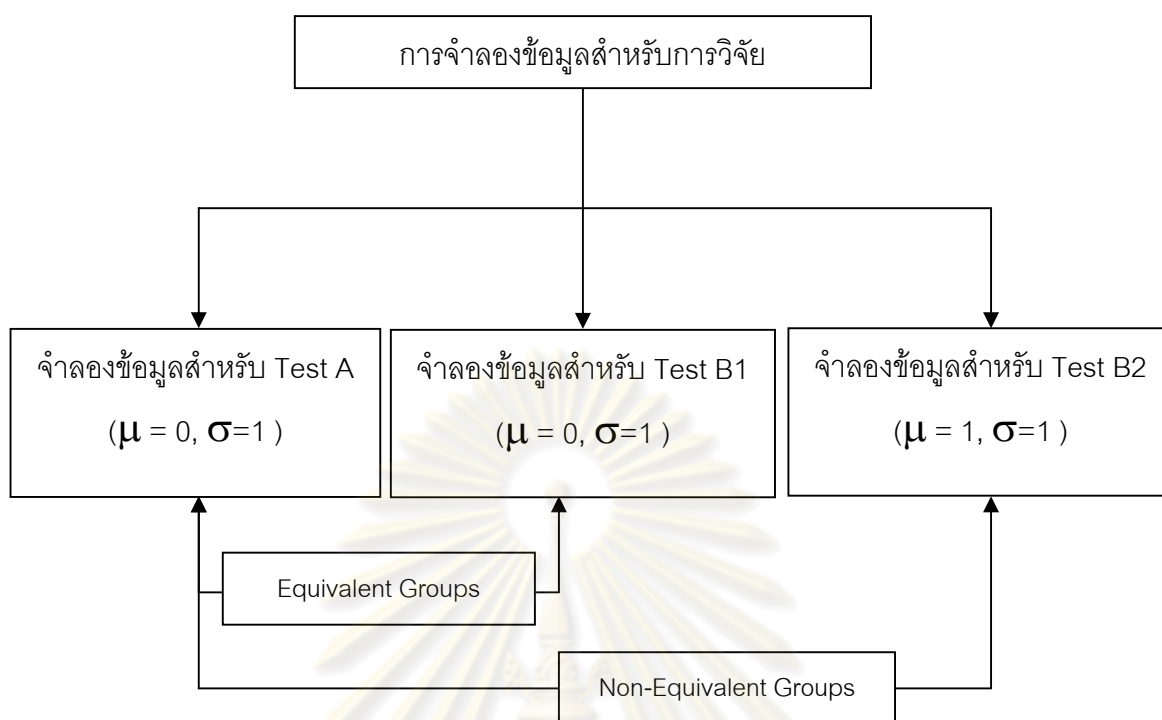 การจำลองข้อมูลสำหรับการวิจัย
จำลองข้อมูลสำหรับ Test A
(μ = 0, σ=1 )
จำลองข้อมูลสำหรับ Test B1
(μ = 0, σ=1 )
จำลองข้อมูลสำหรับ Test B2
(μ = 1, σ=1 )
Equivalent Groups
Non-Equivalent Groups